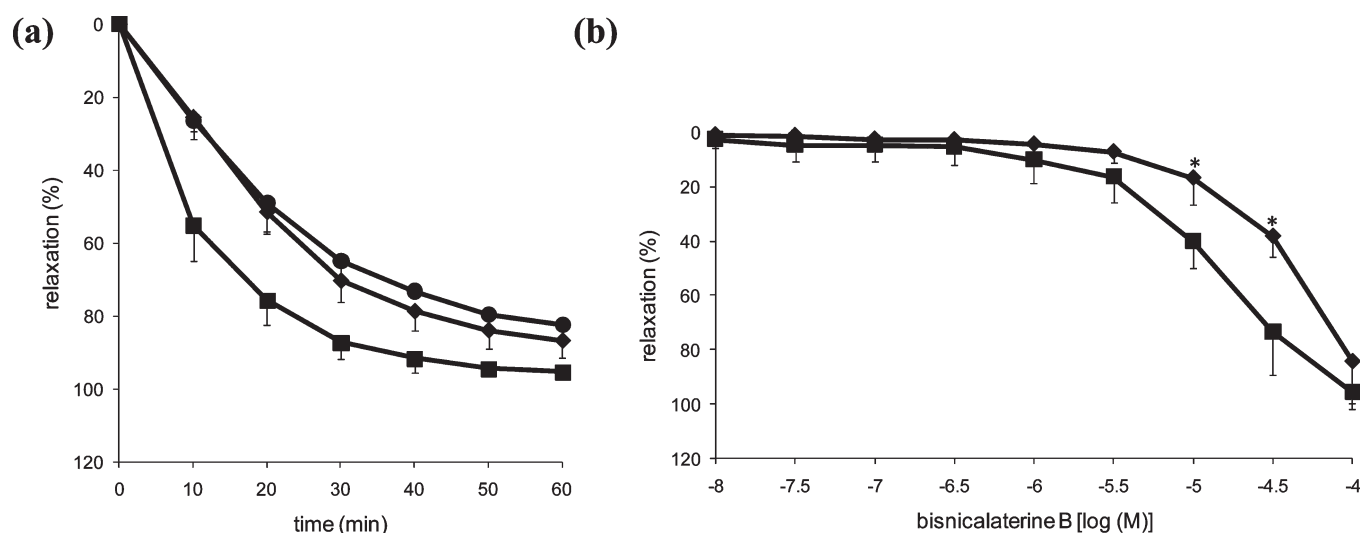 (a)
0
20
40
60
80
100
120
relaxation (%)
0 10 20 30 40 50 60
time (min)
(b)
0
20
40
60
80
100
120
relaxation (%)
*
*
-8 -7.5 -7 -6.5 -6 -5.5 -5 -4.5 -4
bisnicalaterine B [log (M)]